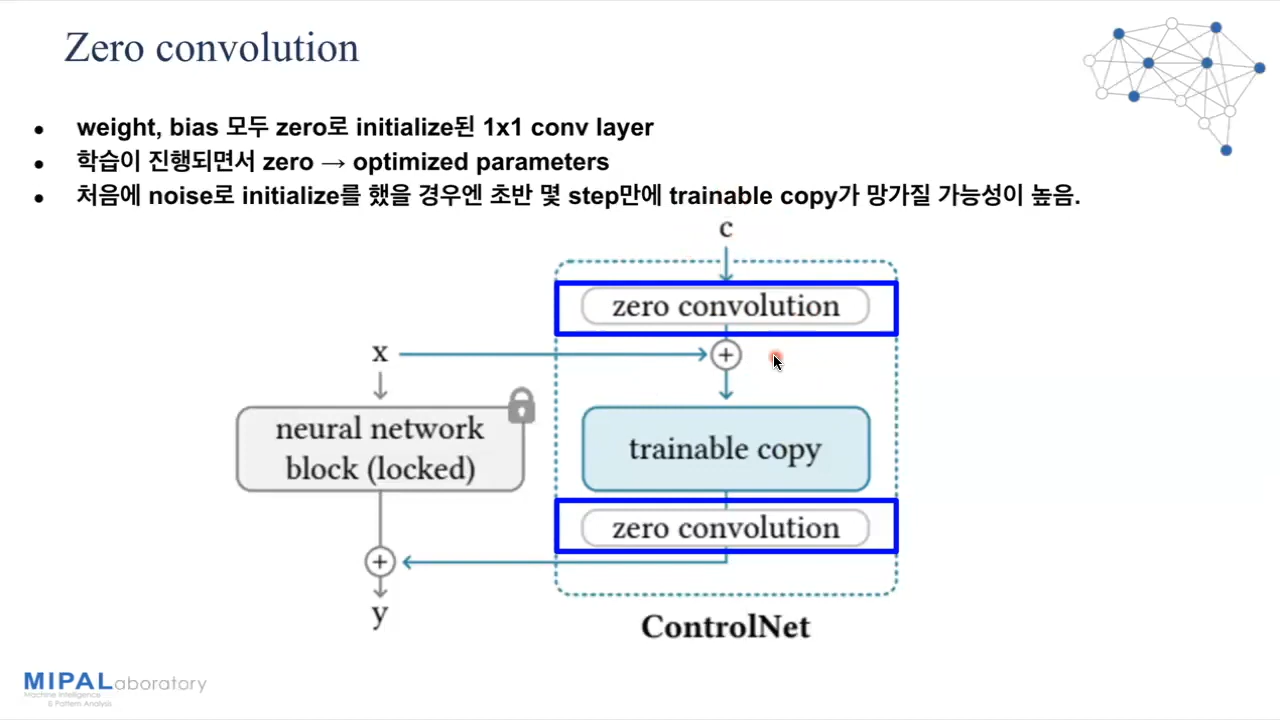 Zero convolution
• weight, bias 모두 zero로 initialize된 1x1 conv layer
• 학습이 진행되면서 zero → optimized parameters
• 처음에 noise로 initialize를 했을 경우엔 초반 몇 step만에 trainable copy가 망가질 가능성이 높음.
c
zero convolution
x
+
neural network
block (locked)
trainable copy
zero convolution
+
y
ControlNet
MIPALaboratory
Machine Intelligence
& Pattern Analysis